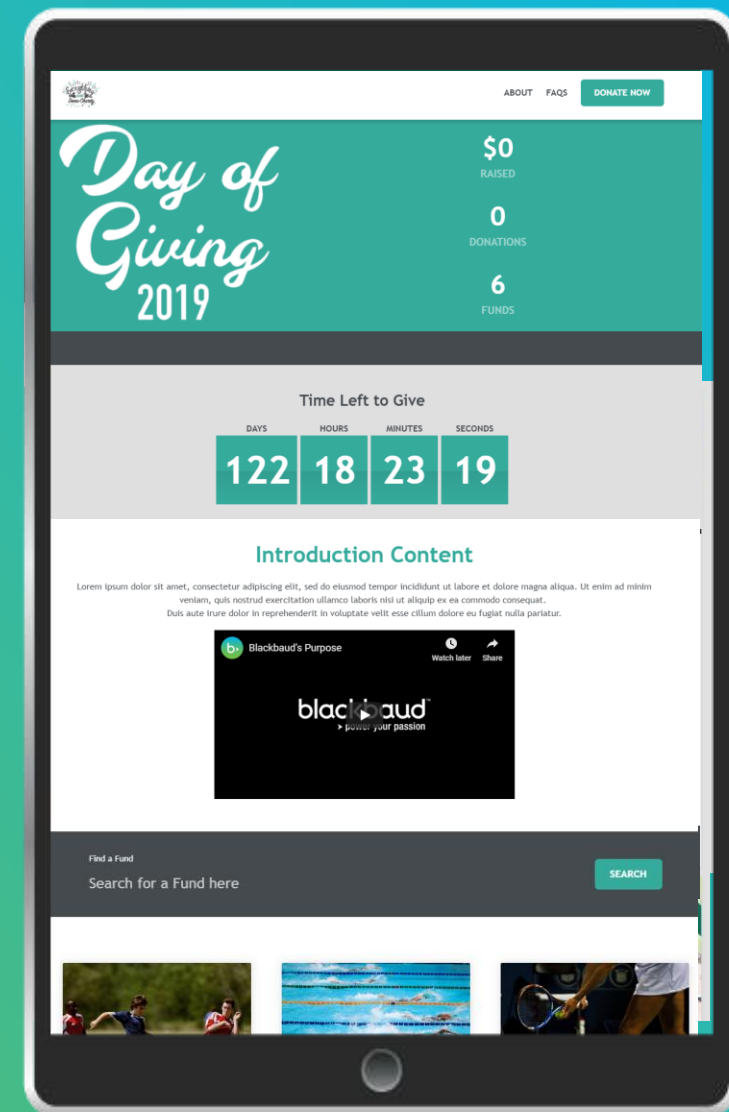 ABOUT FAQS DONATE NOW
Day of
Giving
2019
$0
RAISED
0
DONATIONS
6
FUNDS
Time Left to Give
DAYS HOURS MINUTES SECONDS
122 18 23 19
Introduction Content
Lorem ipsum dolor sit amet, consectetur adipiscing elit, sed do eiusmod tempor incididunt ut labore et dolore magna aliqua. Ut enim ad minim
veniam, quis nostrud exercitation ullamco laboris nisi ut aliquip ex ea commodo consequat.
Duis aute irure dolor in reprehenderit in voluptate velit esse cillum dolore eu fugiat nulla pariatur.
b Blackbaud's Purpose
Watch later Share
blackbaud
power your passion
Find a Fund
Search for a Fund here
SEARCH